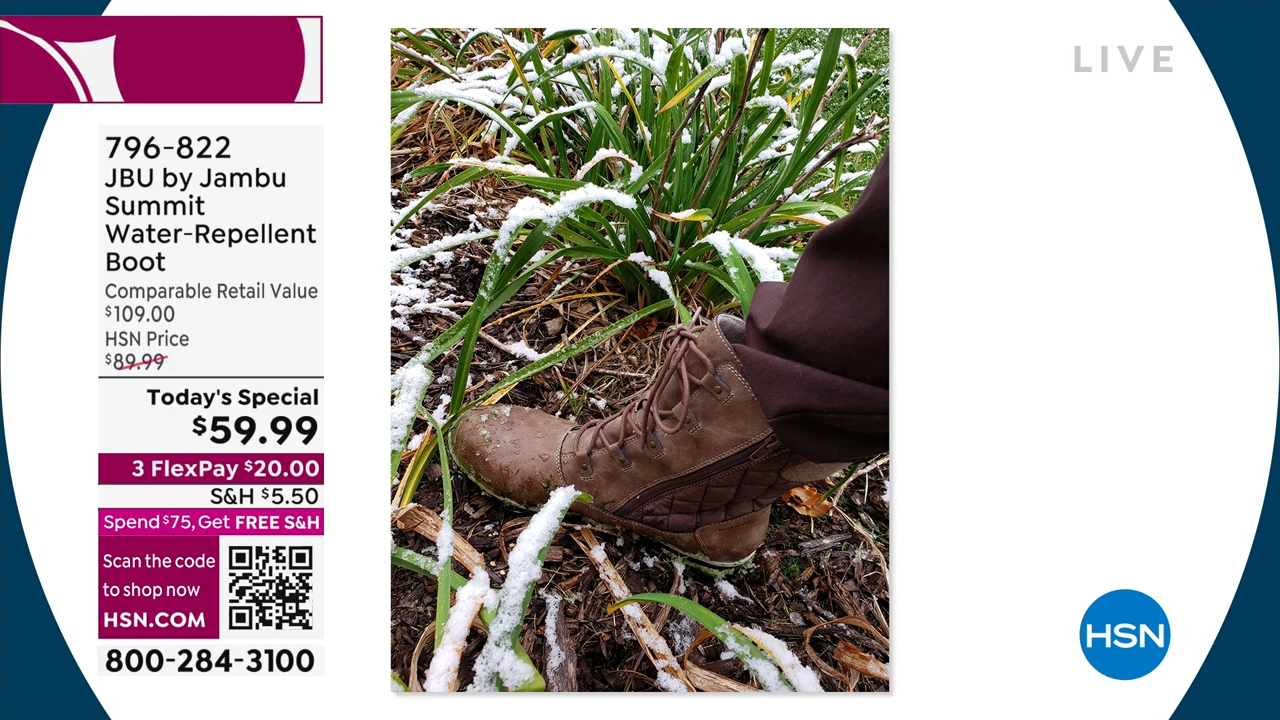 796-822
JBU by Jambu
Summit
Water-Repellent
Boot
Comparable Retail Value
$109.00
HSN Price
$89.99
Today's Special
$59.99
3 FlexPay $20.00
S&H $5.50
Spend $75, Get FREE S&H
Scan the code
to shop now
HSN.COM
800-284-3100
LIVE
HSN